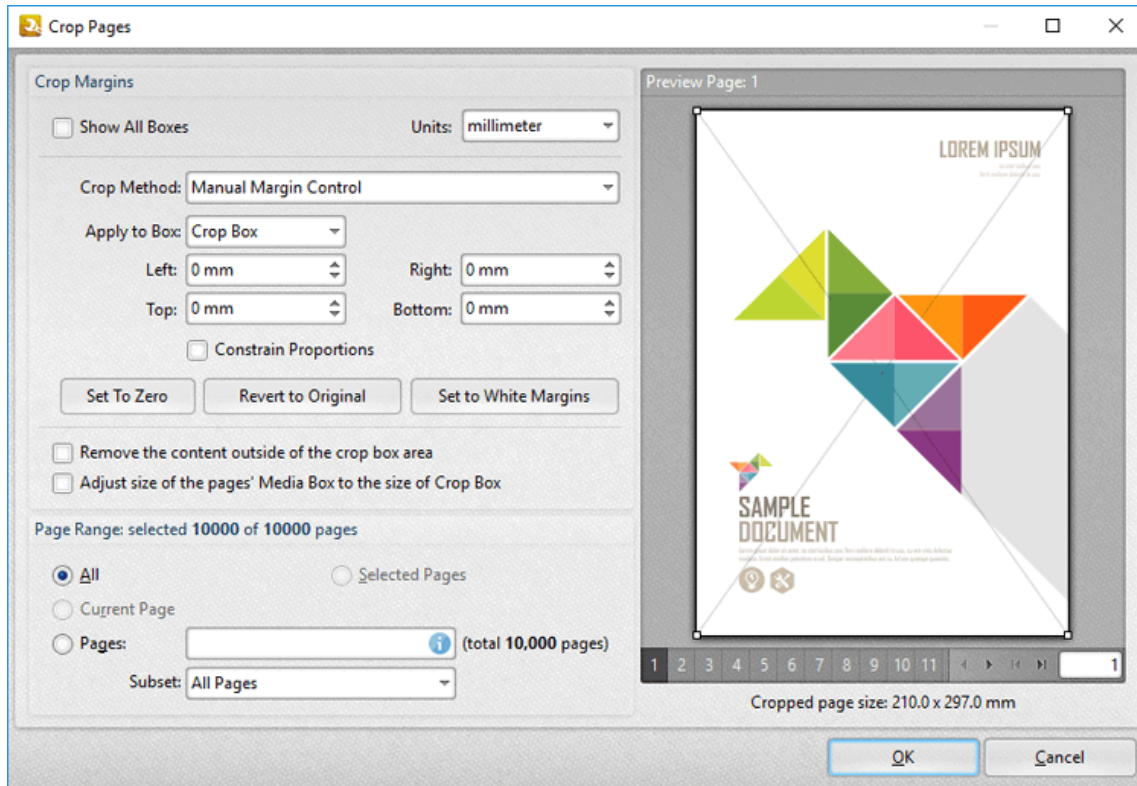 Crop Pages
Crop Margins
Show All Boxes
Units: millimeter
Crop Method: Manual Margin Control
Apply to Box: Crop Box
Left: 0 mm Right: 0 mm
Top: 0 mm Bottom: 0 mm
Constrain Proportions
Set To Zero Revert to Original Set to White Margins
Remove the content outside of the crop box area
Adjust size of the pages' Media Box to the size of Crop Box
Page Range: selected 10000 of 10000 pages
All Selected Pages
Current Page
Pages: (total 10,000 pages)
Subset: All Pages
Preview Page: 1
LOREM IPSUM
SAMPLE
DOCUMENT
1 2 3 4 5 6 7 8 9 10 11 1
Cropped page size: 210.0 x 297.0 mm
OK Cancel